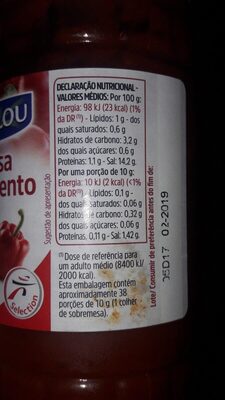 LOU
sa
ento
Sugestão de apresentação
selection
DECLARAÇÃO NUTRICIONAL-
VALORES MÉDIOS: Por 100 g:
Energia: 98 kJ (23 kcal) (1%
da DR⁽¹⁾) - Lípidos: 1 g - dos
quais saturados: 0,6 g
Hidratos de carbono: 3,2 g
dos quais açúcares: 0,6 g
Proteínas: 1,1 g - Sal: 14,2 g.
Por uma porção de 10 g:
Energia: 10 kJ (2 kcal) (<1%
da DR⁽¹⁾) - Lípidos: 0,1 g -
dos quais saturados: 0,06 g
Hidratos de carbono: 0,32 g
dos quais açúcares: 0,06 g
Proteínas: 0,11 g - Sal: 1,42 g.
⁽¹⁾ Dose de referência para
um adulto médio (8400 kJ/
2000 kcal).
Esta embalagem contém
aproximadamente 38
porções de 10 g (1 colher
de sobremesa).
Lote/ Consumir de preferência antes do fim de:
02-2019